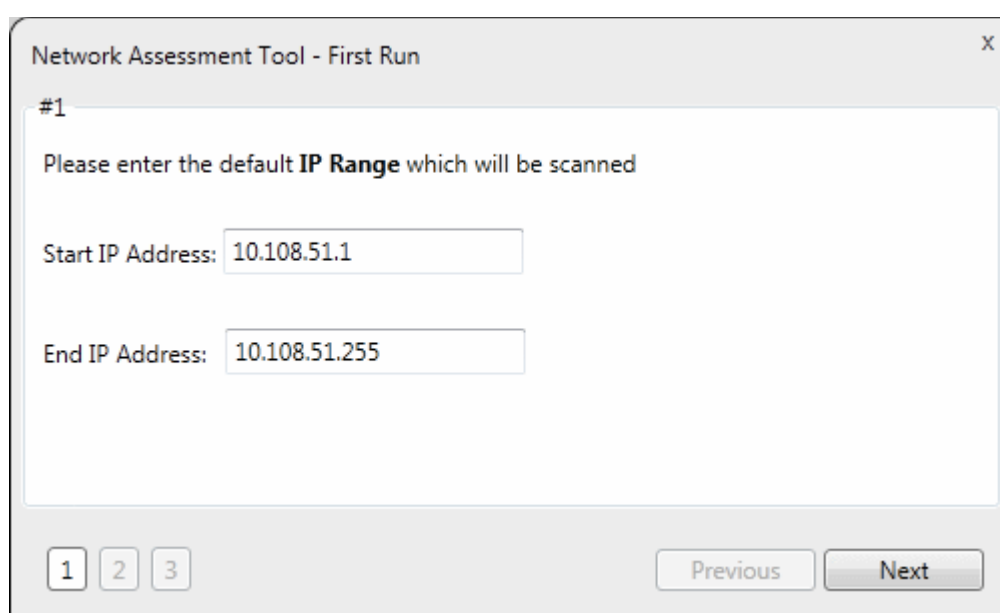 Network Assessment Tool - First Run x
#1
Please enter the default IP Range which will be scanned
Start IP Address: 10.108.51.1
End IP Address: 10.108.51.255
1 2 3 Previous Next